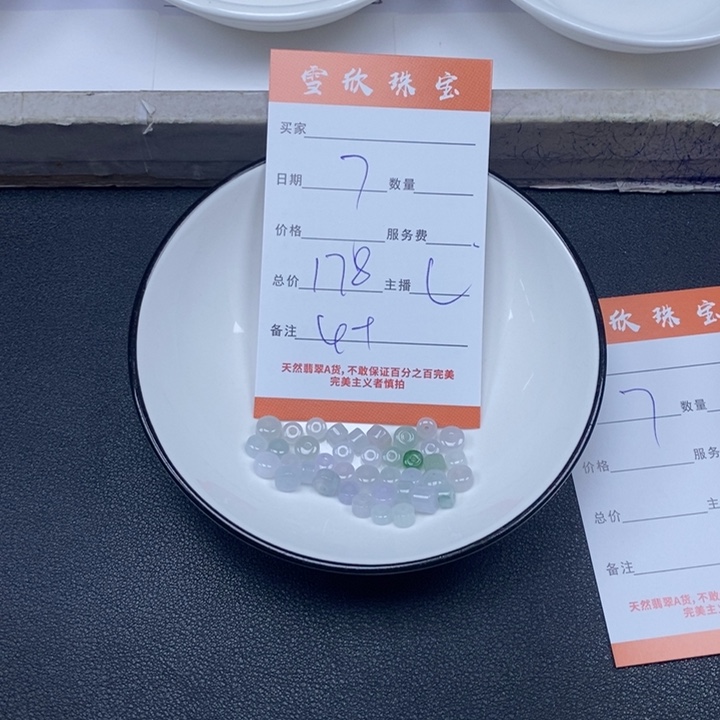 雪欣珠宝
买家
日期 7 数量
价格 服务费
总价 178 主播 L
备注 4+
天然翡翠A货，不敢保证百分之百完美
完美主义者慎拍
欣珠宝
7 数量
价格 服务
总价 主
备注
天然翡翠A货，不敢
完美主